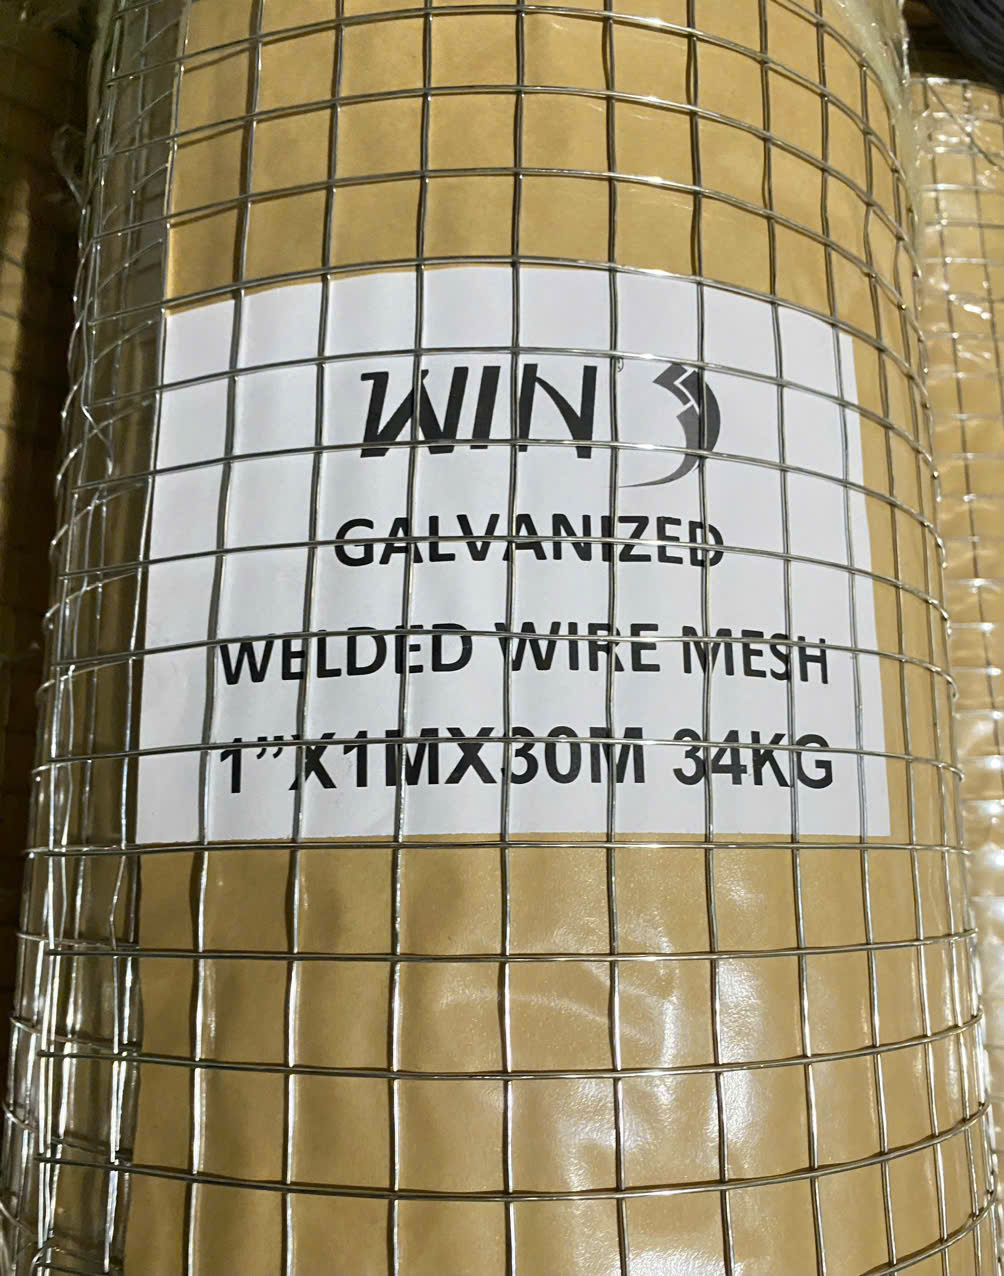 WIN
GALVANIZED
WELDED WIRE MESH
1”X1MX30M 34KG